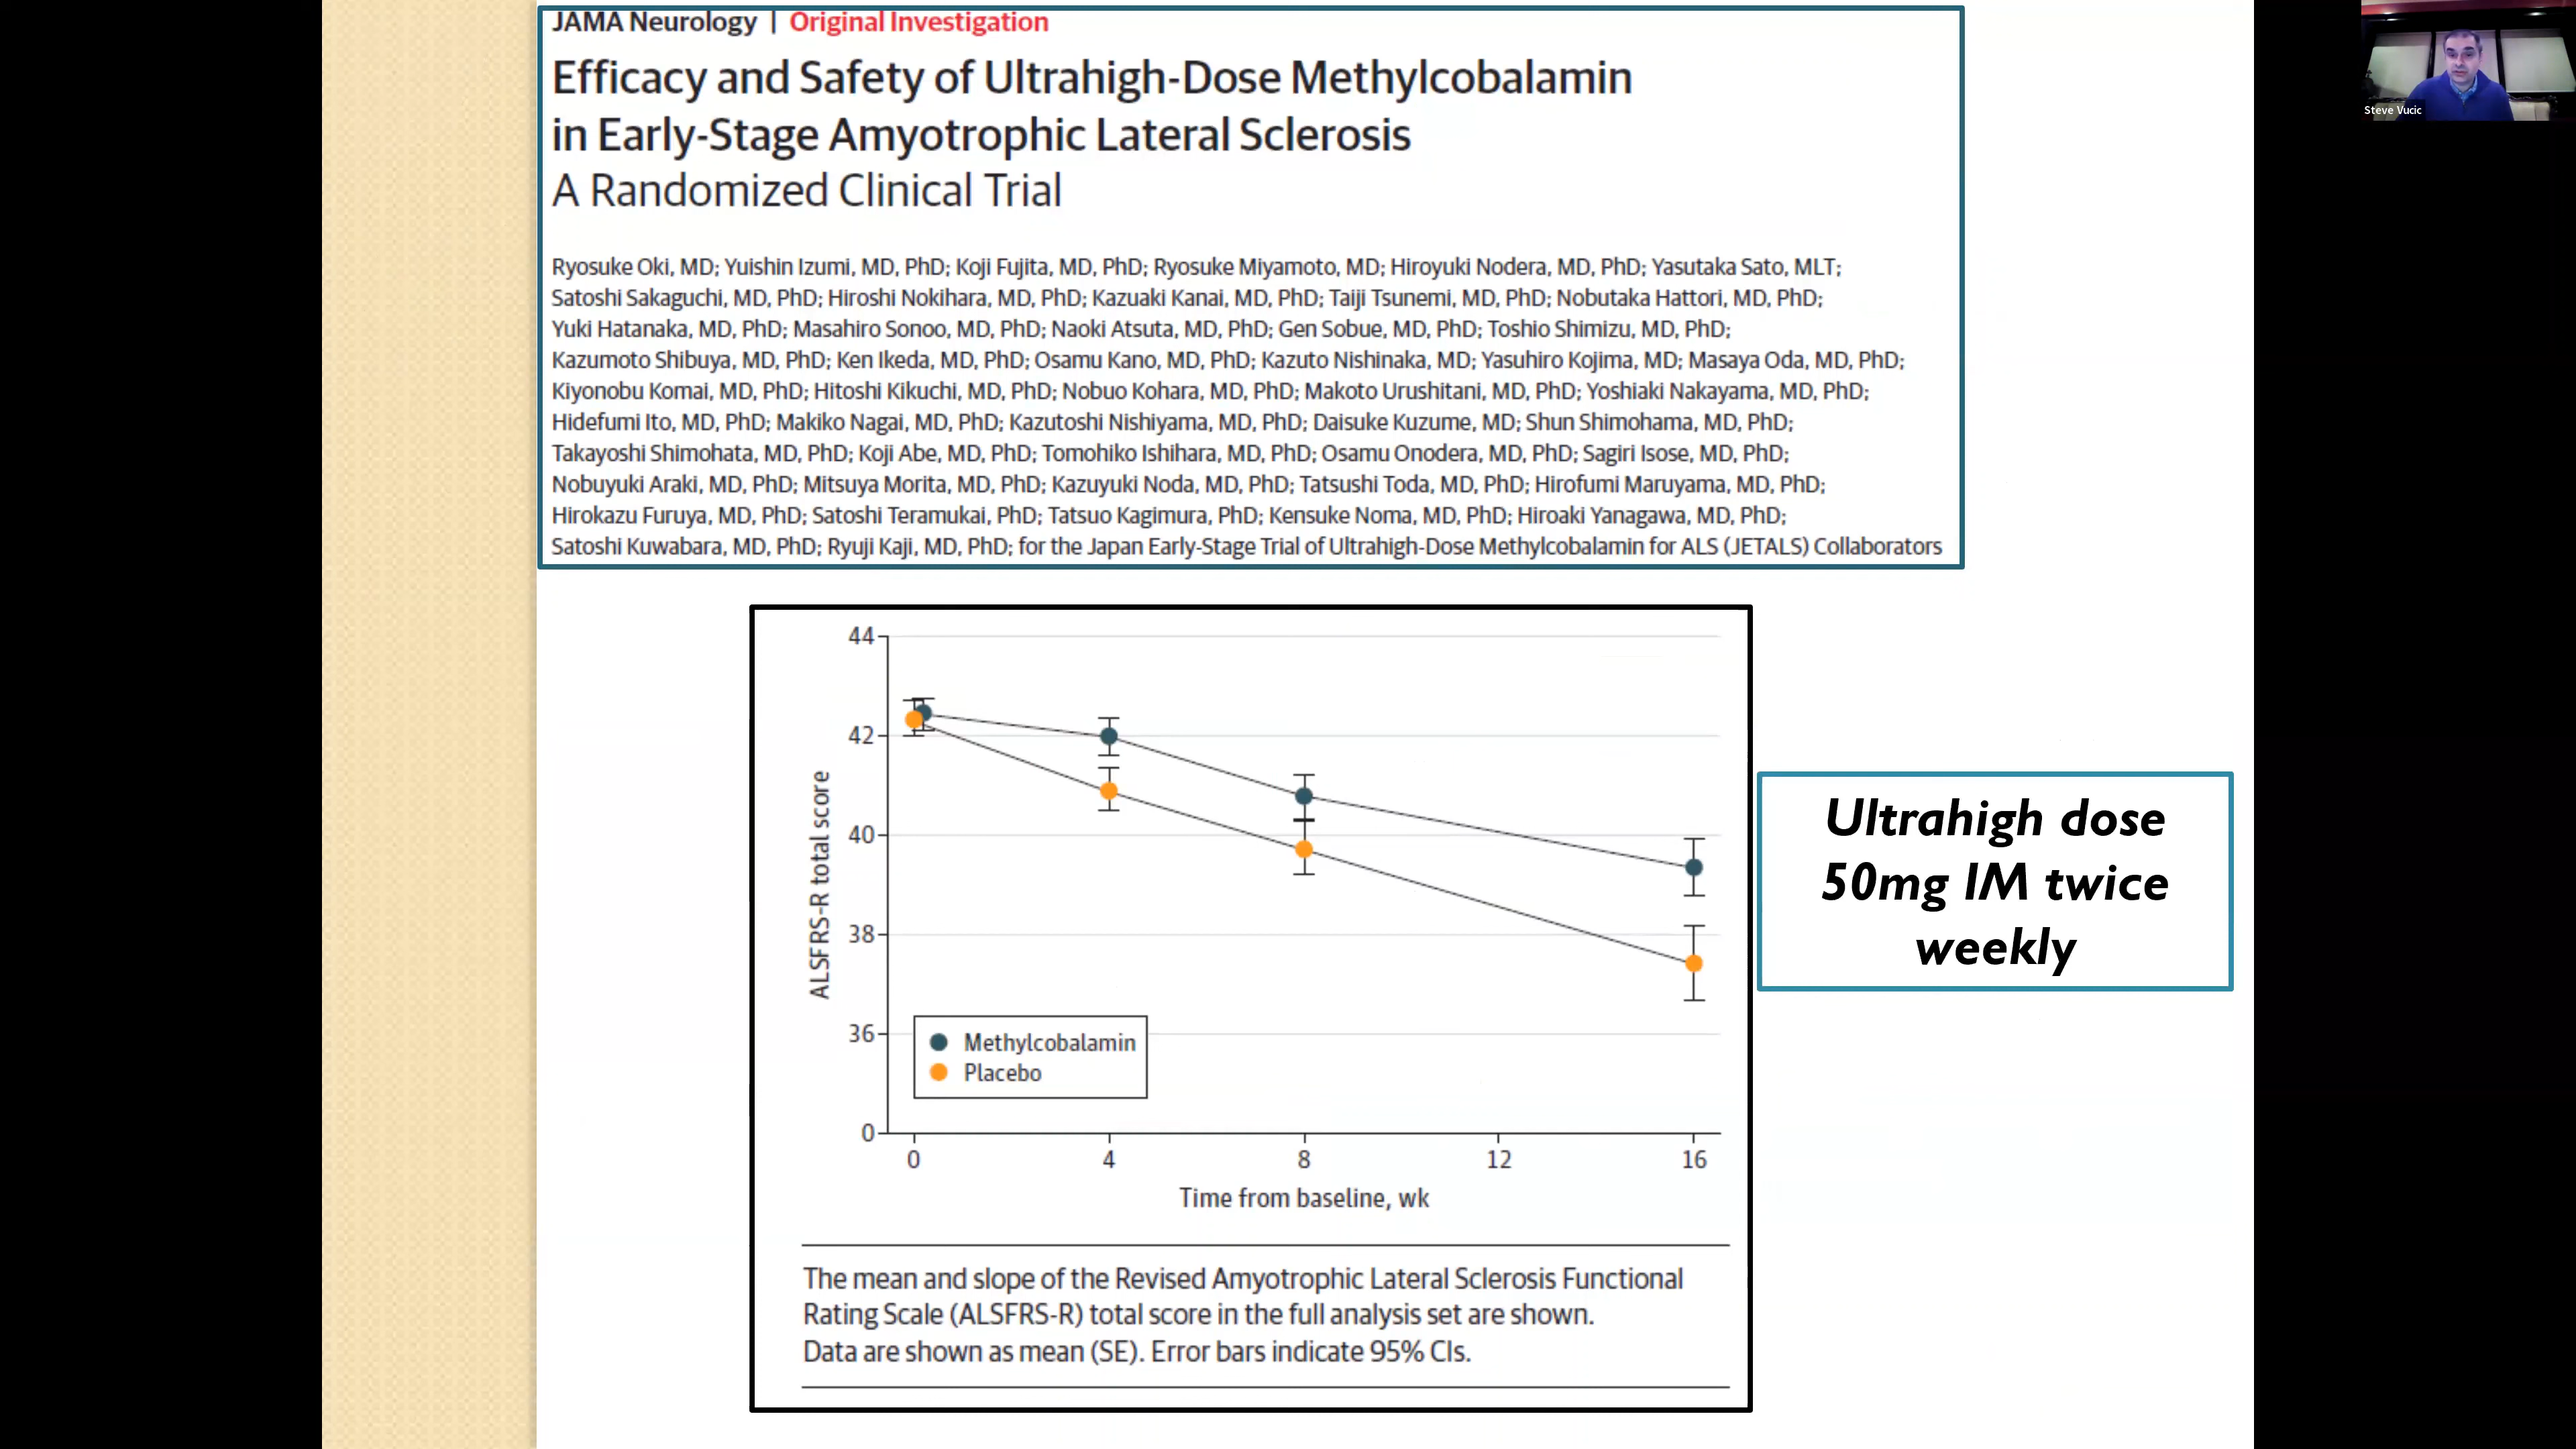 JAMA Neurology | Original Investigation
Efficacy and Safety of Ultrahigh-Dose Methylcobalamin
in Early-Stage Amyotrophic Lateral Sclerosis
A Randomized Clinical Trial
Ryosuke Oki, MD; Yuishin Izumi, MD, PhD; Koji Fujita, MD, PhD; Ryosuke Miyamoto, MD; Hiroyuki Nodera, MD, PhD; Yasutaka Sato, MLT;
Satoshi Sakaguchi, MD, PhD; Hiroshi Nokihara, MD, PhD; Kazuaki Kanai, MD, PhD; Taiji Tsunemi, MD, PhD; Nobutaka Hattori, MD, PhD;
Yuki Hatanaka, MD, PhD; Masahiro Sonoo, MD, PhD; Naoki Atsuta, MD, PhD; Gen Sobue, MD, PhD; Toshio Shimizu, MD, PhD;
Kazumoto Shibuya, MD, PhD; Ken Ikeda, MD, PhD; Osamu Kano, MD, PhD; Kazuto Nishinaka, MD; Yasuhiro Kojima, MD; Masaya Oda, MD, PhD;
Kiyonobu Komai, MD, PhD; Hitoshi Kikuchi, MD, PhD; Nobuo Kohara, MD, PhD; Makoto Urushitani, MD, PhD; Yoshiaki Nakayama, MD, PhD;
Hidefumi Ito, MD, PhD; Makiko Nagai, MD, PhD; Kazutoshi Nishiyama, MD, PhD; Daisuke Kuzume, MD; Shun Shimohama, MD, PhD;
Takayoshi Shimohata, MD, PhD; Koji Abe, MD, PhD; Tomohiko Ishihara, MD, PhD; Osamu Onodera, MD, PhD; Sagiri Isose, MD, PhD;
Nobuyuki Araki, MD, PhD; Mitsuya Morita, MD, PhD; Kazuyuki Noda, MD, PhD; Tatsushi Toda, MD, PhD; Hirofumi Maruyama, MD, PhD;
Hirokazu Furuya, MD, PhD; Satoshi Teramukai, PhD; Tatsuo Kagimura, PhD; Kensuke Noma, MD, PhD; Hiroaki Yanagawa, MD, PhD;
Satoshi Kuwabara, MD, PhD; Ryuji Kaji, MD, PhD; for the Japan Early-Stage Trial of Ultrahigh-Dose Methylcobalamin for ALS (JETALS) Collaborators
Steve Vucic
ALSFRS-R total score
44
42
40
38
36
0
Methylcobalamin
Placebo
0 4 8 12 16
Time from baseline, wk
The mean and slope of the Revised Amyotrophic Lateral Sclerosis Functional
Rating Scale (ALSFRS-R) total score in the full analysis set are shown.
Data are shown as mean (SE). Error bars indicate 95% CIs.
Ultrahigh dose
50mg IM twice
weekly